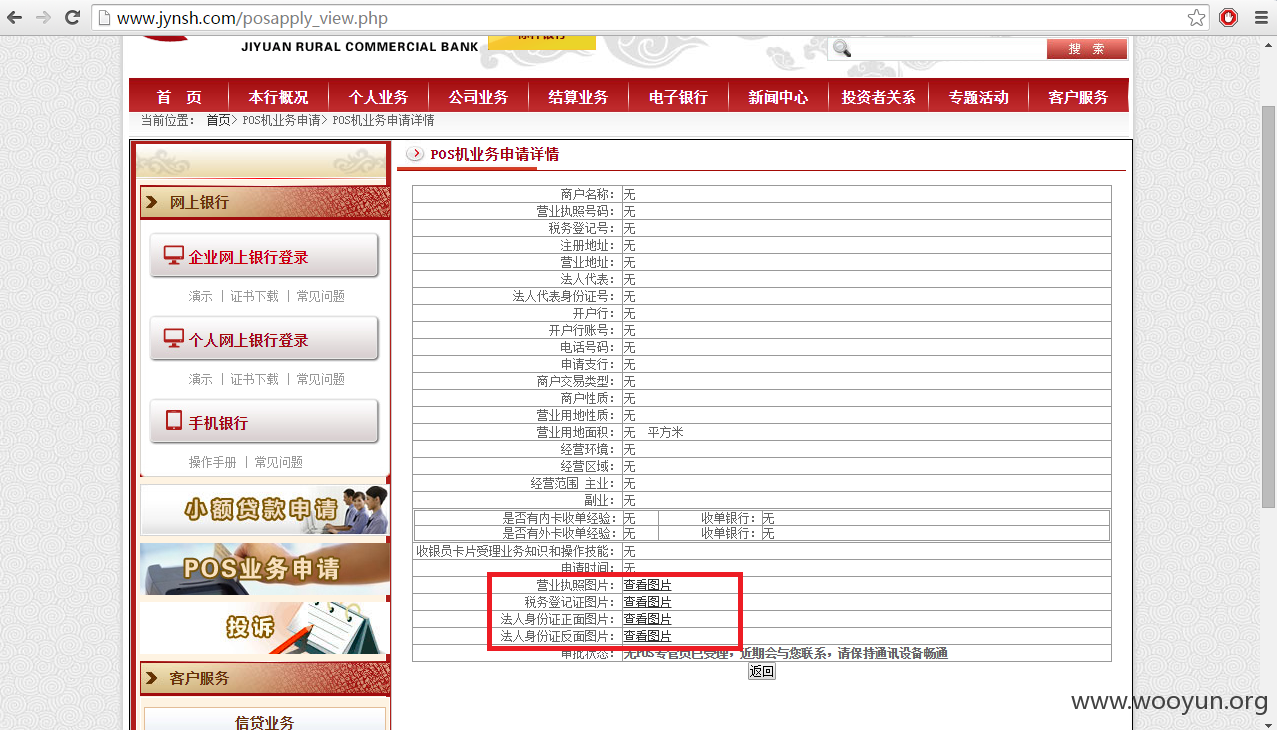 www.jynsh.com/posapply_view.php
JIYUAN RURAL COMMERCIAL BANK
搜 索
首 页 本行概况 个人业务 公司业务 结算业务 电子银行 新闻中心 投资者关系 专题活动 客户服务
当前位置： 首页> POS机业务申请> POS机业务申请详情
网上银行
企业网上银行登录
演示 | 证书下载 | 常见问题
个人网上银行登录
演示 | 证书下载 | 常见问题
手机银行
操作手册 | 常见问题
小额贷款申请
POS业务申请
投诉
客户服务
信贷业务
POS机业务申请详情
商户名称： 无
营业执照号码： 无
税务登记号： 无
注册地址： 无
营业地址： 无
法人代表： 无
法人代表身份证号： 无
开户行： 无
开户行账号： 无
电话号码： 无
申请支行： 无
商户交易类型： 无
商户性质： 无
营业用地性质： 无
营业用地面积： 无 平方米
经营环境： 无
经营区域： 无
经营范围 主业： 无
副业： 无
是否有内卡收单经验： 无 收单银行： 无
是否有外卡收单经验： 无 收单银行： 无
收银员卡片受理业务知识和操作技能： 无
申请时间： 无
营业执照图片： 查看图片
税务登记证图片： 查看图片
法人身份证正面图片： 查看图片
法人身份证反面图片： 查看图片
审批状态： 无POS专管员已受理，近期会与您联系，请保持通讯设备畅通
返回
www.wooyun.org